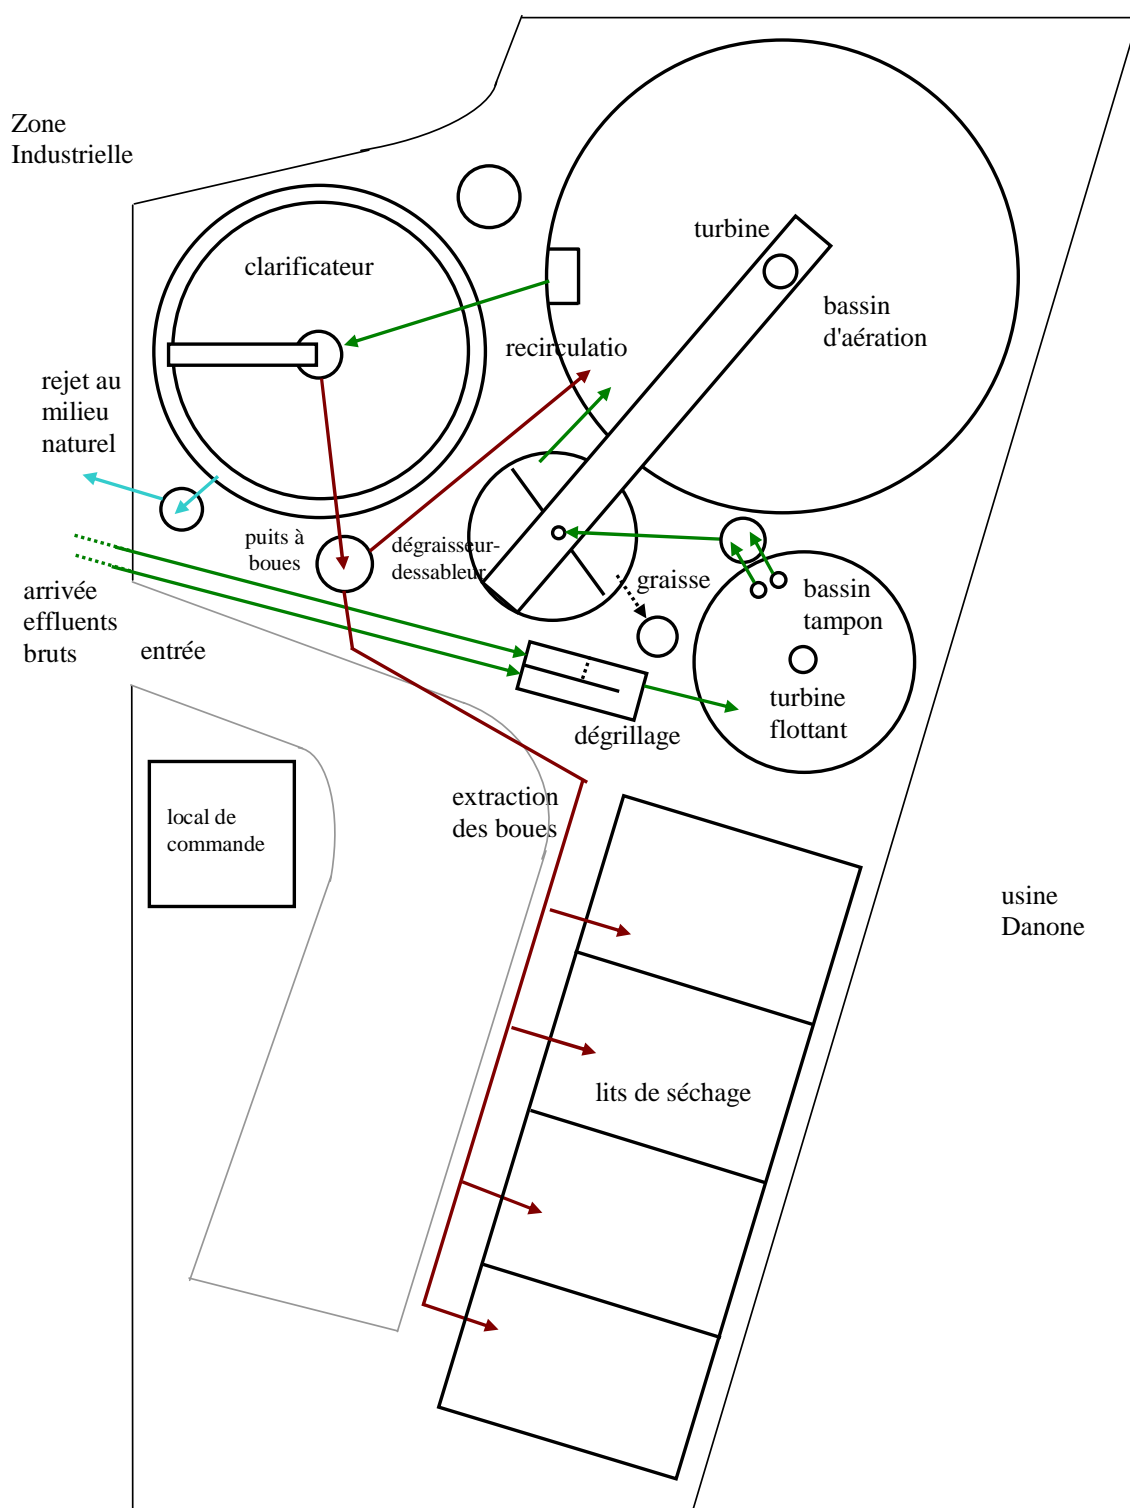 Zone
Industrielle
turbine
clarificateur
bassin
d'aération
recirculatio
rejet au
milieu
naturel
puits à
boues
dégraisseur-
dessableur
graisse
bassin
tampon
arrivée
effluents
bruts
entrée
turbine
flottant
dégrillage
extraction
des boues
local de
commande
usine
Danone
lits de séchage